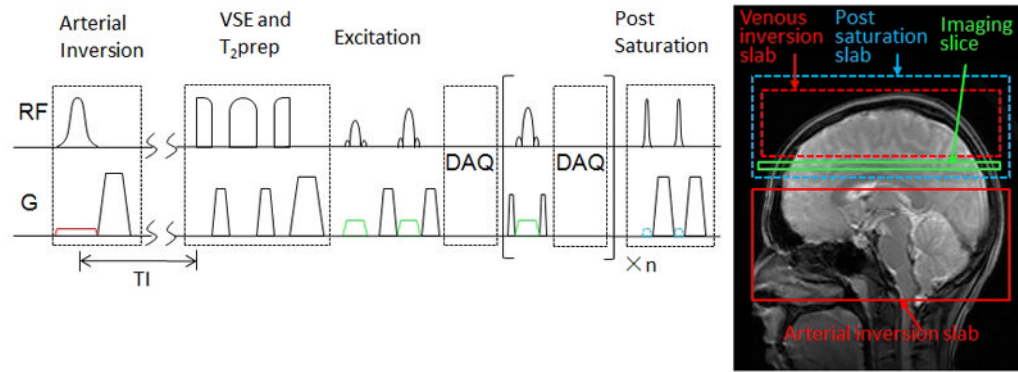 Arterial
Inversion
VSE and
T₂prep
Excitation
Post
Saturation
RF
DAQ
DAQ
G
TI
×n
Venous
inversion
slab
Post
saturation
slab
Imaging
slice
Arterial inversion slab